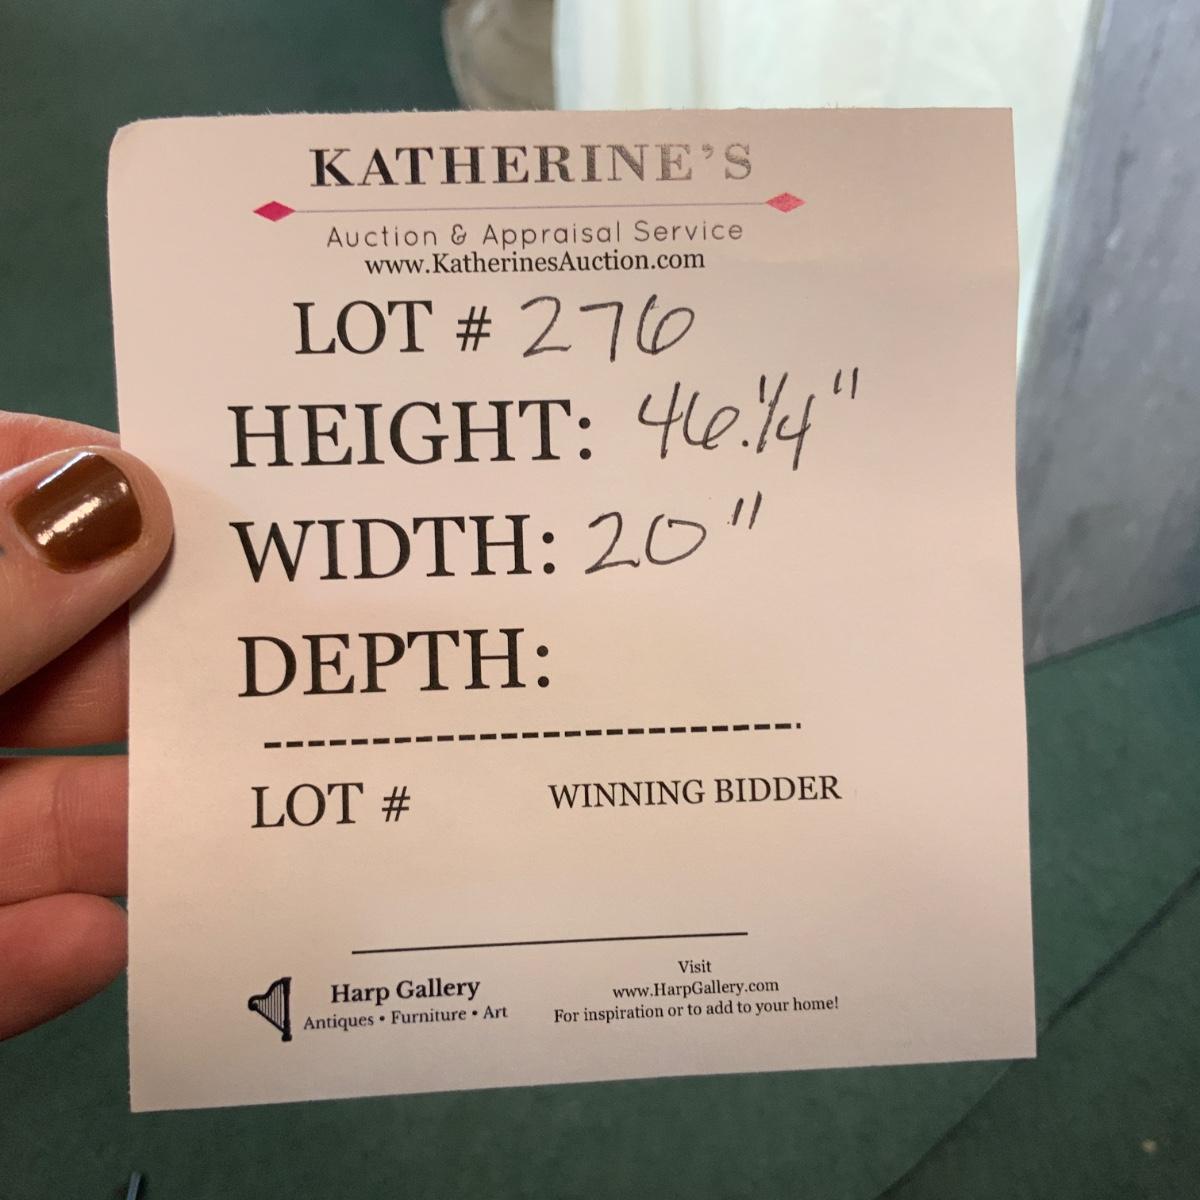 KATHERINE'S
Auction & Appraisal Service
www.KatherinesAuction.com
LOT # 276
HEIGHT: 46.1/4"
WIDTH: 20"
DEPTH:
LOT # WINNING BIDDER
Harp Gallery
Antiques • Furniture • Art
Visit
www.HarpGallery.com
For inspiration or to add to your home!